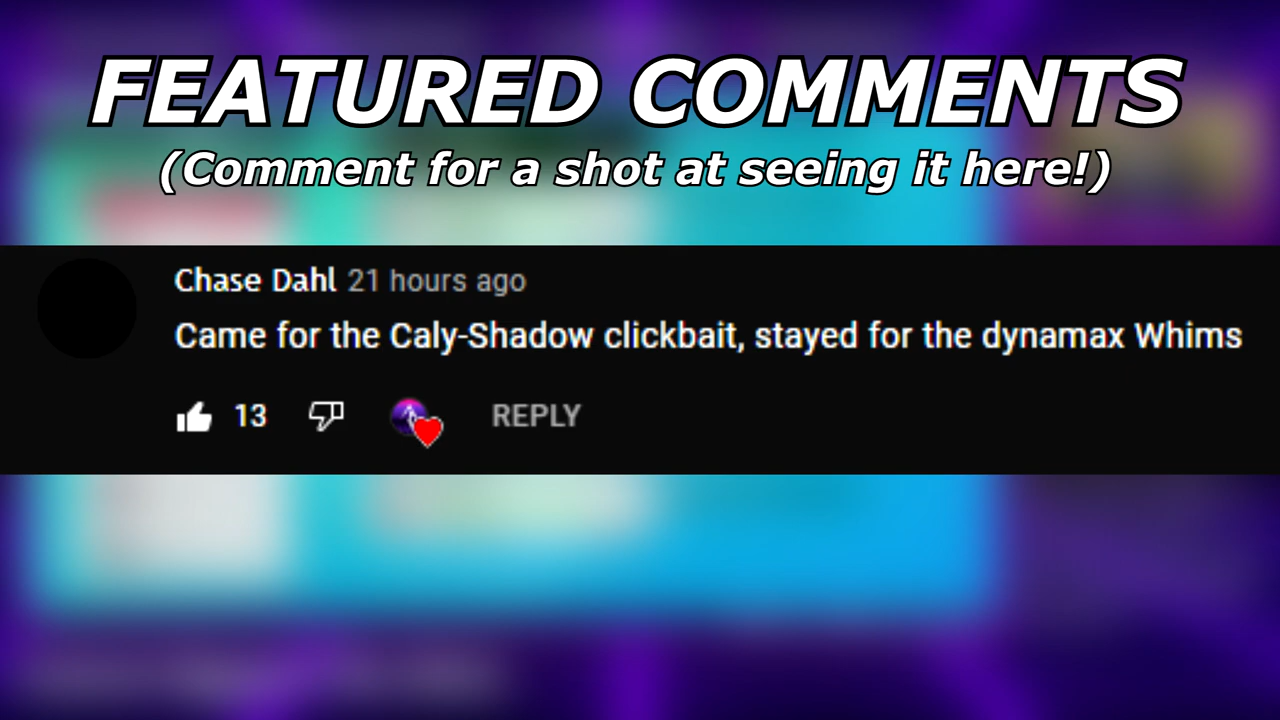 FEATURED COMMENTS
(Comment for a shot at seeing it here!)
Chase Dahl 21 hours ago
Came for the Caly-Shadow clickbait, stayed for the dynamax Whims
13 REPLY